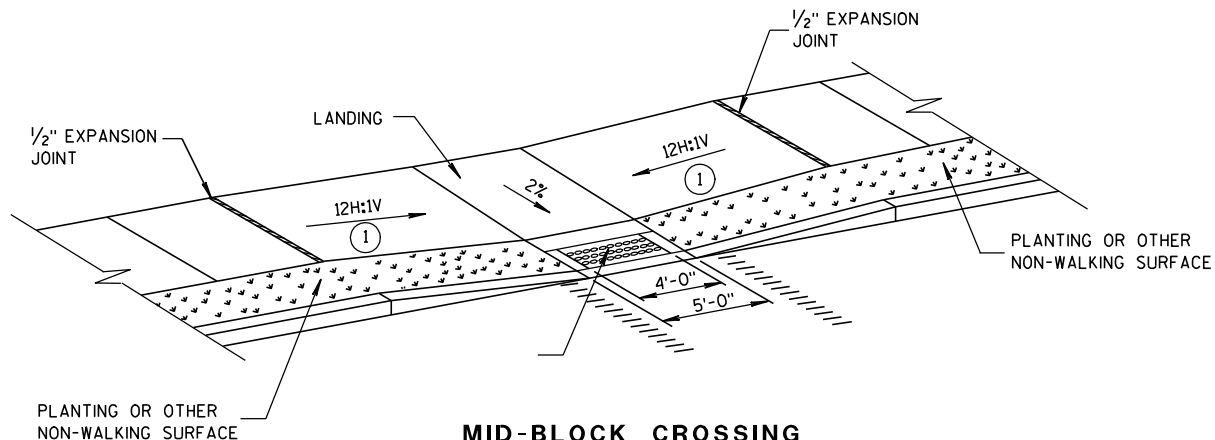 1/2" EXPANSION
JOINT
LANDING
1/2" EXPANSION
JOINT
12H:1V
1
2%
12H:1V
1
PLANTING OR OTHER
NON-WALKING SURFACE
4'-0"
5'-0"
PLANTING OR OTHER
NON-WALKING SURFACE
MID-BLOCK CROSSING